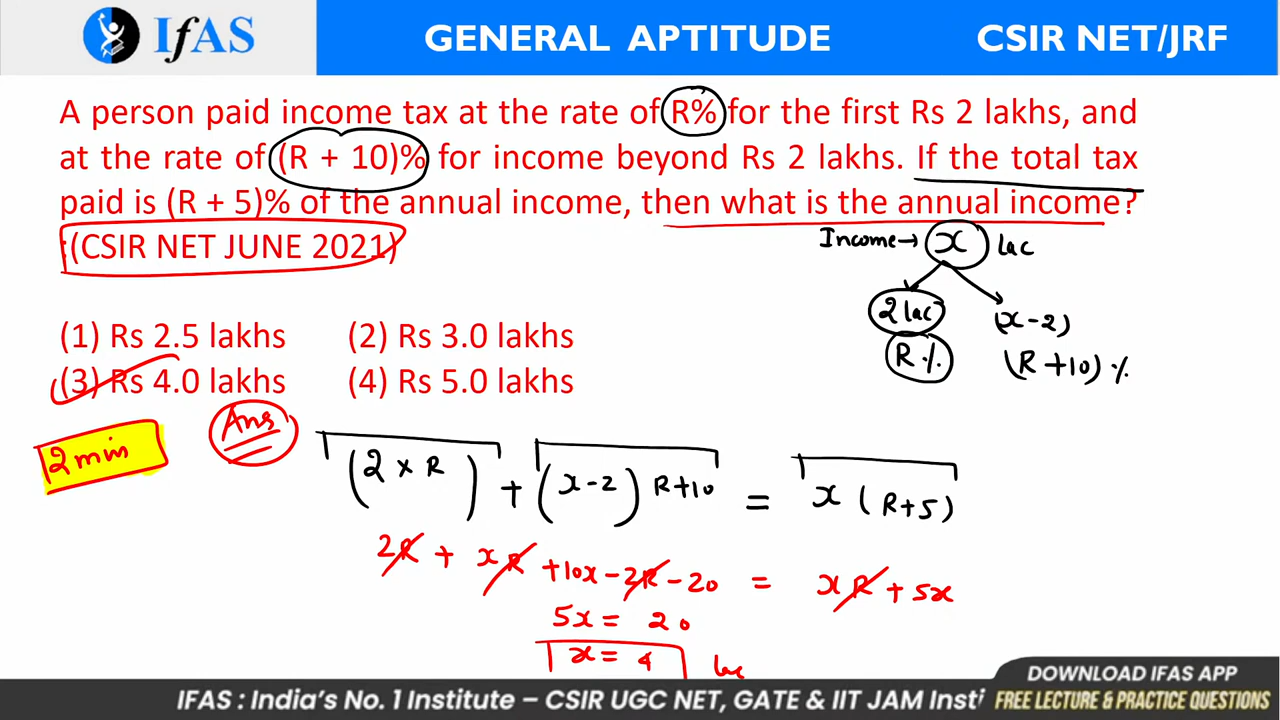 IfAS
GENERAL APTITUDE
CSIR NET/JRF
A person paid income tax at the rate of R% for the first Rs 2 lakhs, and
at the rate of (R + 10)% for income beyond Rs 2 lakhs. If the total tax
paid is (R + 5)% of the annual income, then what is the annual income?
:(CSIR NET JUNE 2021)
Income → x lac
2 lac (x-2)
R % (R+10) %
(1) Rs 2.5 lakhs (2) Rs 3.0 lakhs
(3) Rs 4.0 lakhs (4) Rs 5.0 lakhs
Ans
2 min
(2 × R) + (x-2) R+10 = x (R+5)
2R + xR +10x-2R-20 = xR + 5x
5x = 20
x = 4 lac
DOWNLOAD IFAS APP
IFAS : India's No. 1 Institute – CSIR UGC NET, GATE & IIT JAM Insti
FREE LECTURE & PRACTICE QUESTIONS